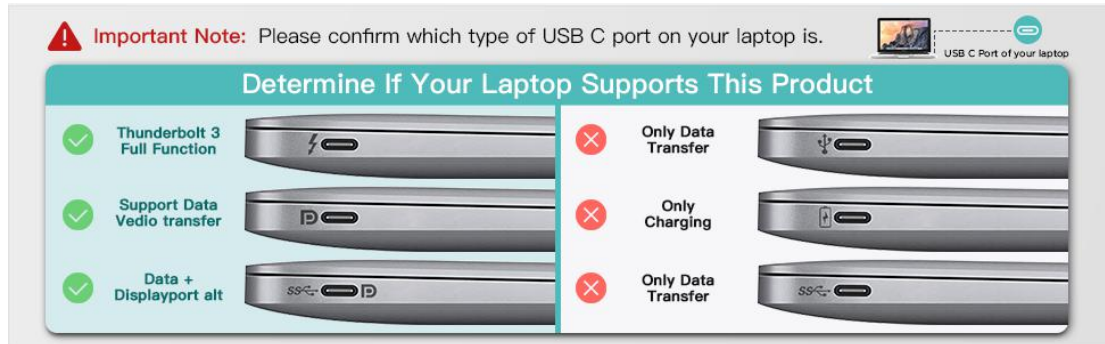 Important Note: Please confirm which type of USB C port on your laptop is.
USB C Port of your laptop
Determine If Your Laptop Supports This Product
Thunderbolt 3
Full Function
Only Data
Transfer
Support Data
Vedio transfer
Only
Charging
Data +
Displayport alt
SS
Only Data
Transfer
SS